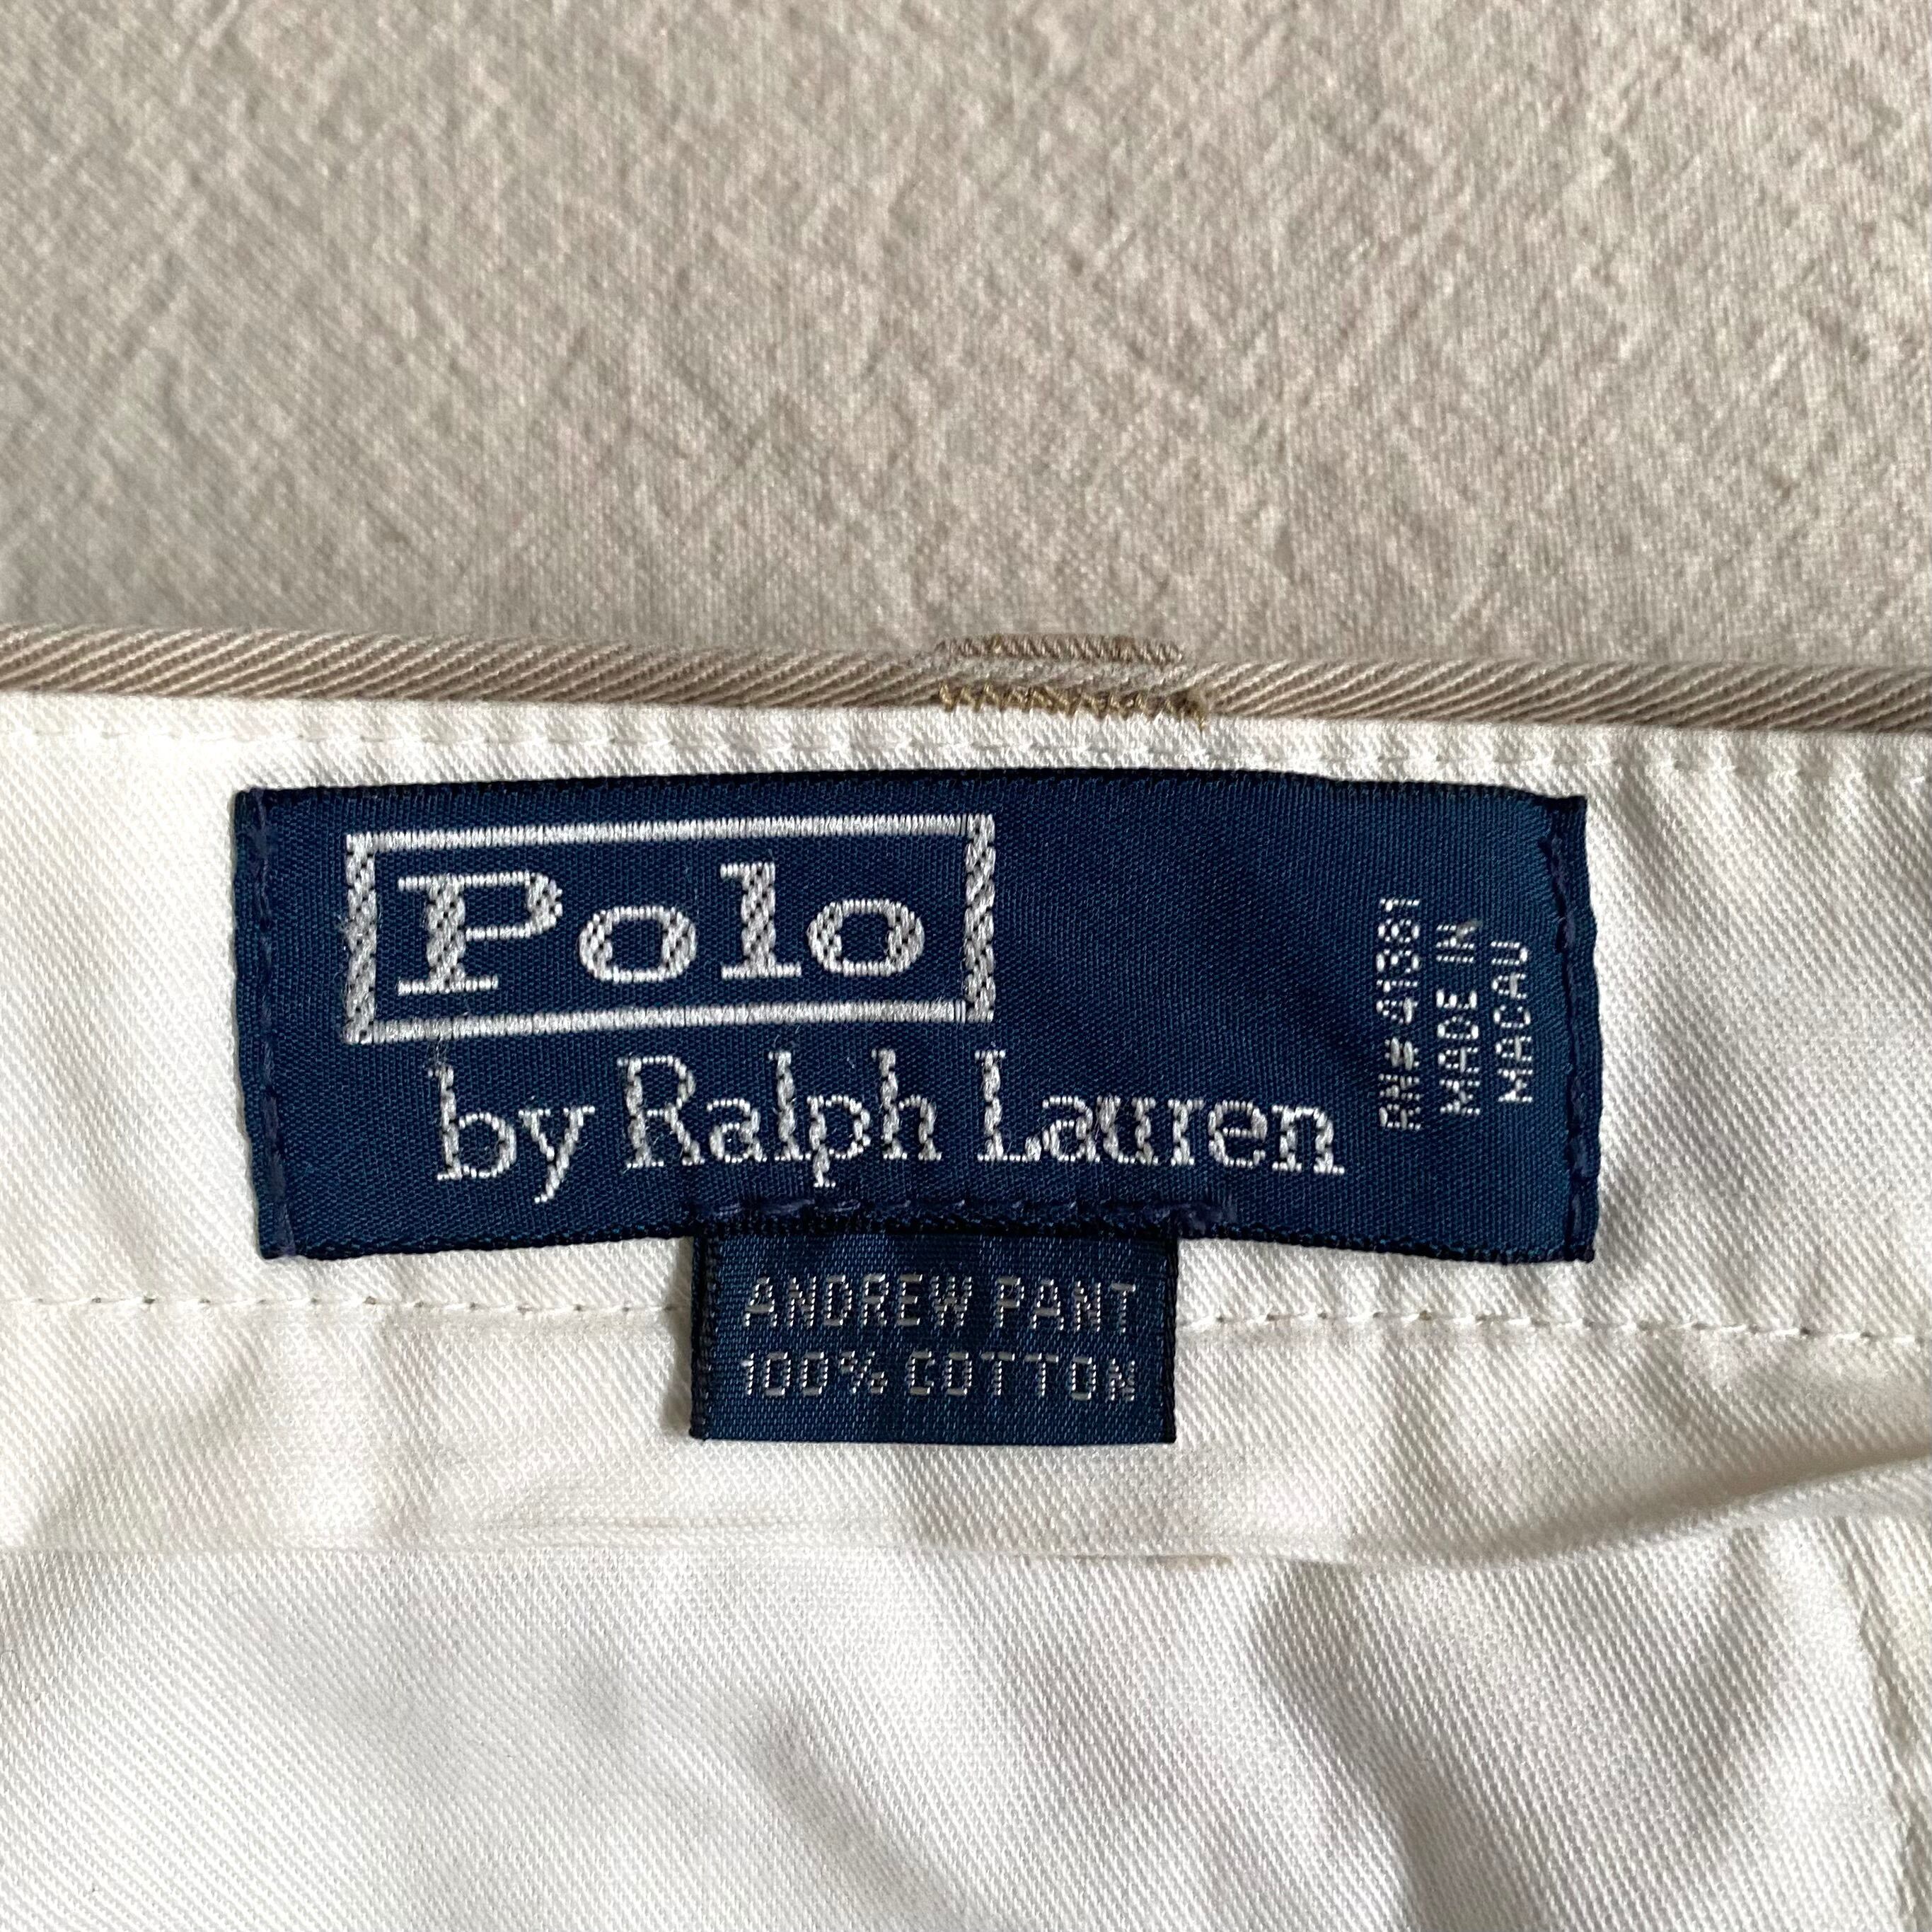 Polo
by Ralph Lauren
RN# 41381
MADE IN
MACAU
ANDREW PANT
100% COTTON